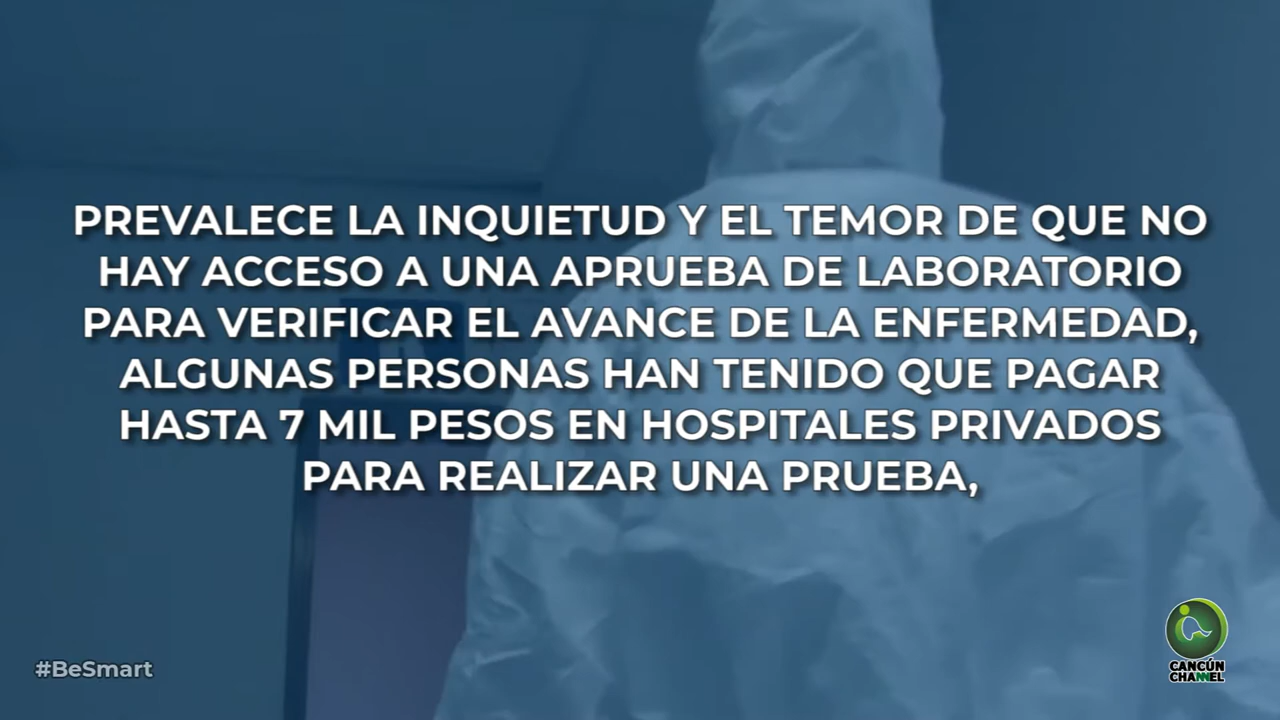 PREVALECE LA INQUIETUD Y EL TEMOR DE QUE NO
HAY ACCESO A UNA APRUEBA DE LABORATORIO
PARA VERIFICAR EL AVANCE DE LA ENFERMEDAD,
ALGUNAS PERSONAS HAN TENIDO QUE PAGAR
HASTA 7 MIL PESOS EN HOSPITALES PRIVADOS
PARA REALIZAR UNA PRUEBA,
#BeSmart
CANCÚN
CHANNEL